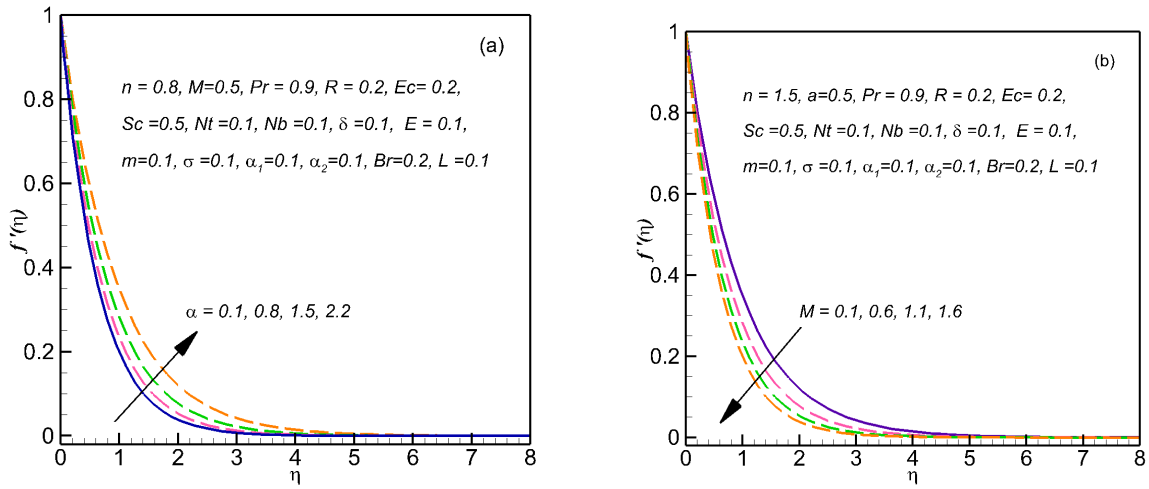 (a)
n = 0.8, M=0.5, Pr = 0.9, R = 0.2, Ec= 0.2,
Sc =0.5, Nt =0.1, Nb =0.1, δ =0.1, E = 0.1,
m=0.1, σ =0.1, α₁=0.1, α₂=0.1, Br=0.2, L =0.1
α = 0.1, 0.8, 1.5, 2.2
f '(η)
1
0.8
0.6
0.4
0.2
0
0 1 2 3 4 5 6 7 8
η
(b)
n = 1.5, a=0.5, Pr = 0.9, R = 0.2, Ec= 0.2,
Sc =0.5, Nt =0.1, Nb =0.1, δ =0.1, E = 0.1,
m=0.1, σ =0.1, α₁=0.1, α₂=0.1, Br=0.2, L =0.1
M = 0.1, 0.6, 1.1, 1.6
f '(η)
1
0.8
0.6
0.4
0.2
0
0 1 2 3 4 5 6 7 8
η